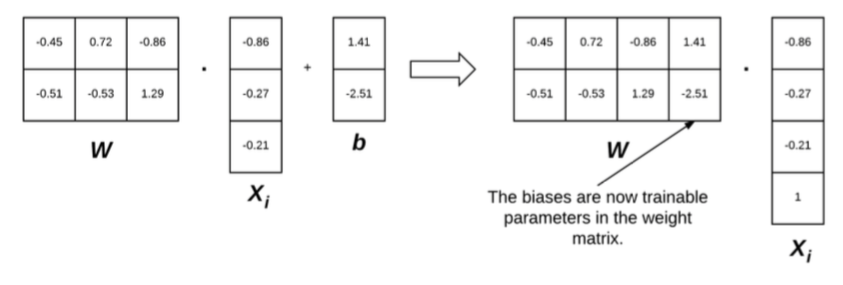 -0.45 0.72 -0.86 . -0.86 + 1.41 -0.45 0.72 -0.86 1.41 . -0.86
-0.51 -0.53 1.29 -0.27 -2.51 -0.51 -0.53 1.29 -2.51 -0.27
W -0.21 b W -0.21
X i
The biases are now trainable
parameters in the weight
matrix.
1
X i